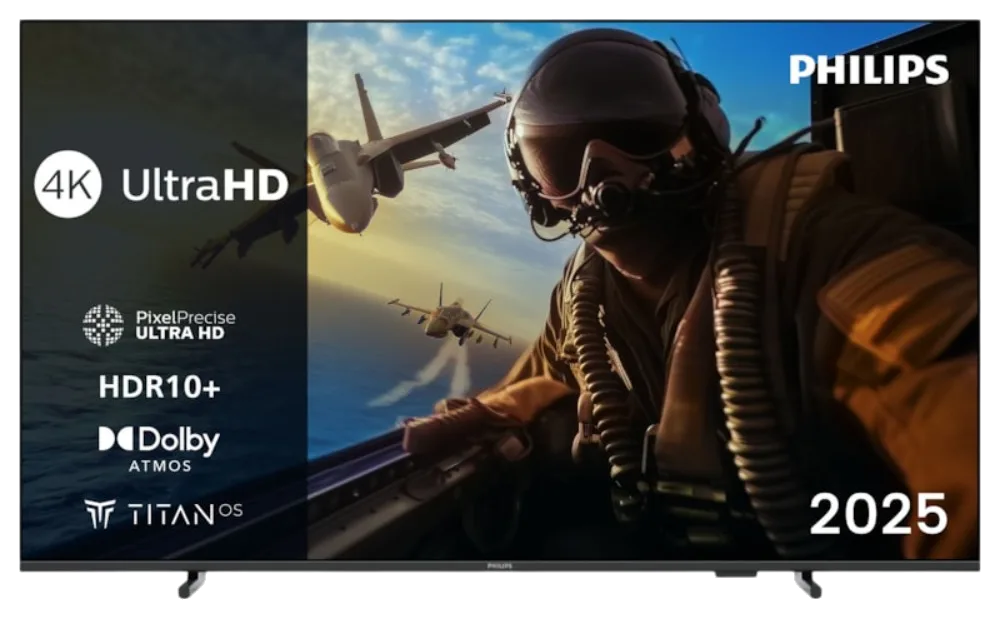 PHILIPS
4K UltraHD
PixelPrecise
ULTRA HD
HDR10+
Dolby
ATMOS
TITAN OS
2025
PHILIPS